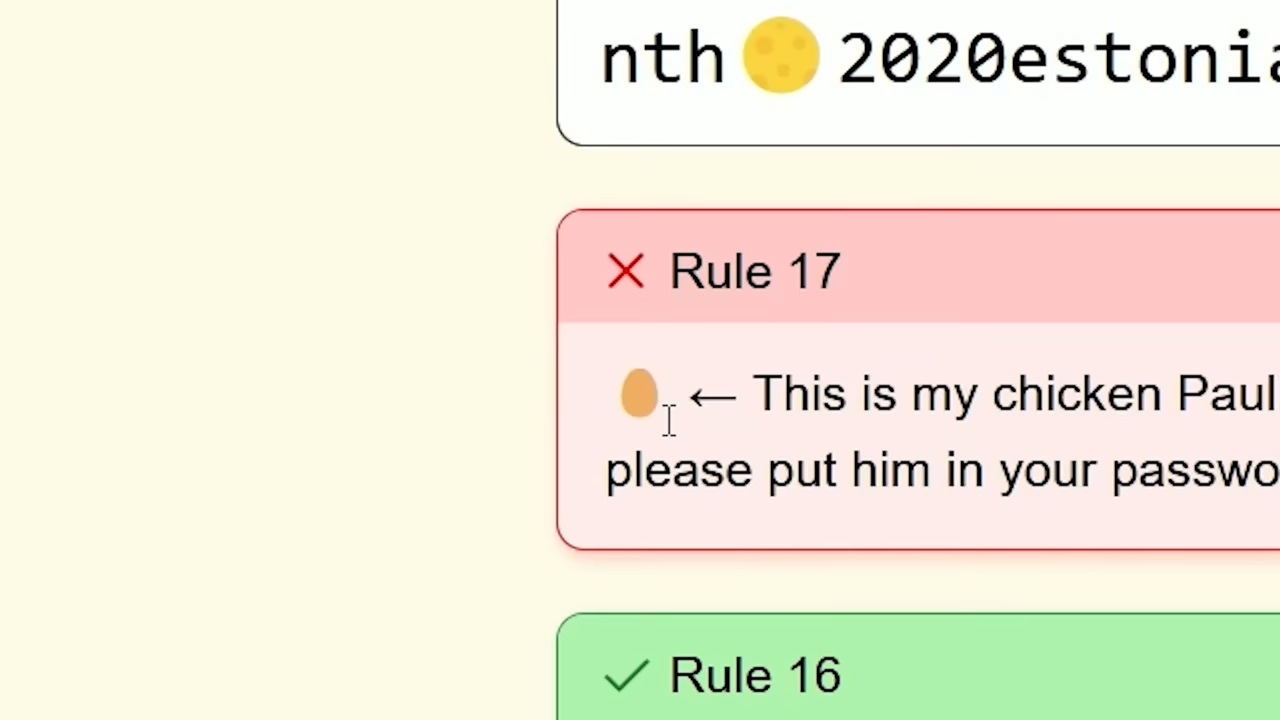 nth🌕2020estonia
Rule 17
🥚 ← This is my chicken Paul
please put him in your passwo
Rule 16